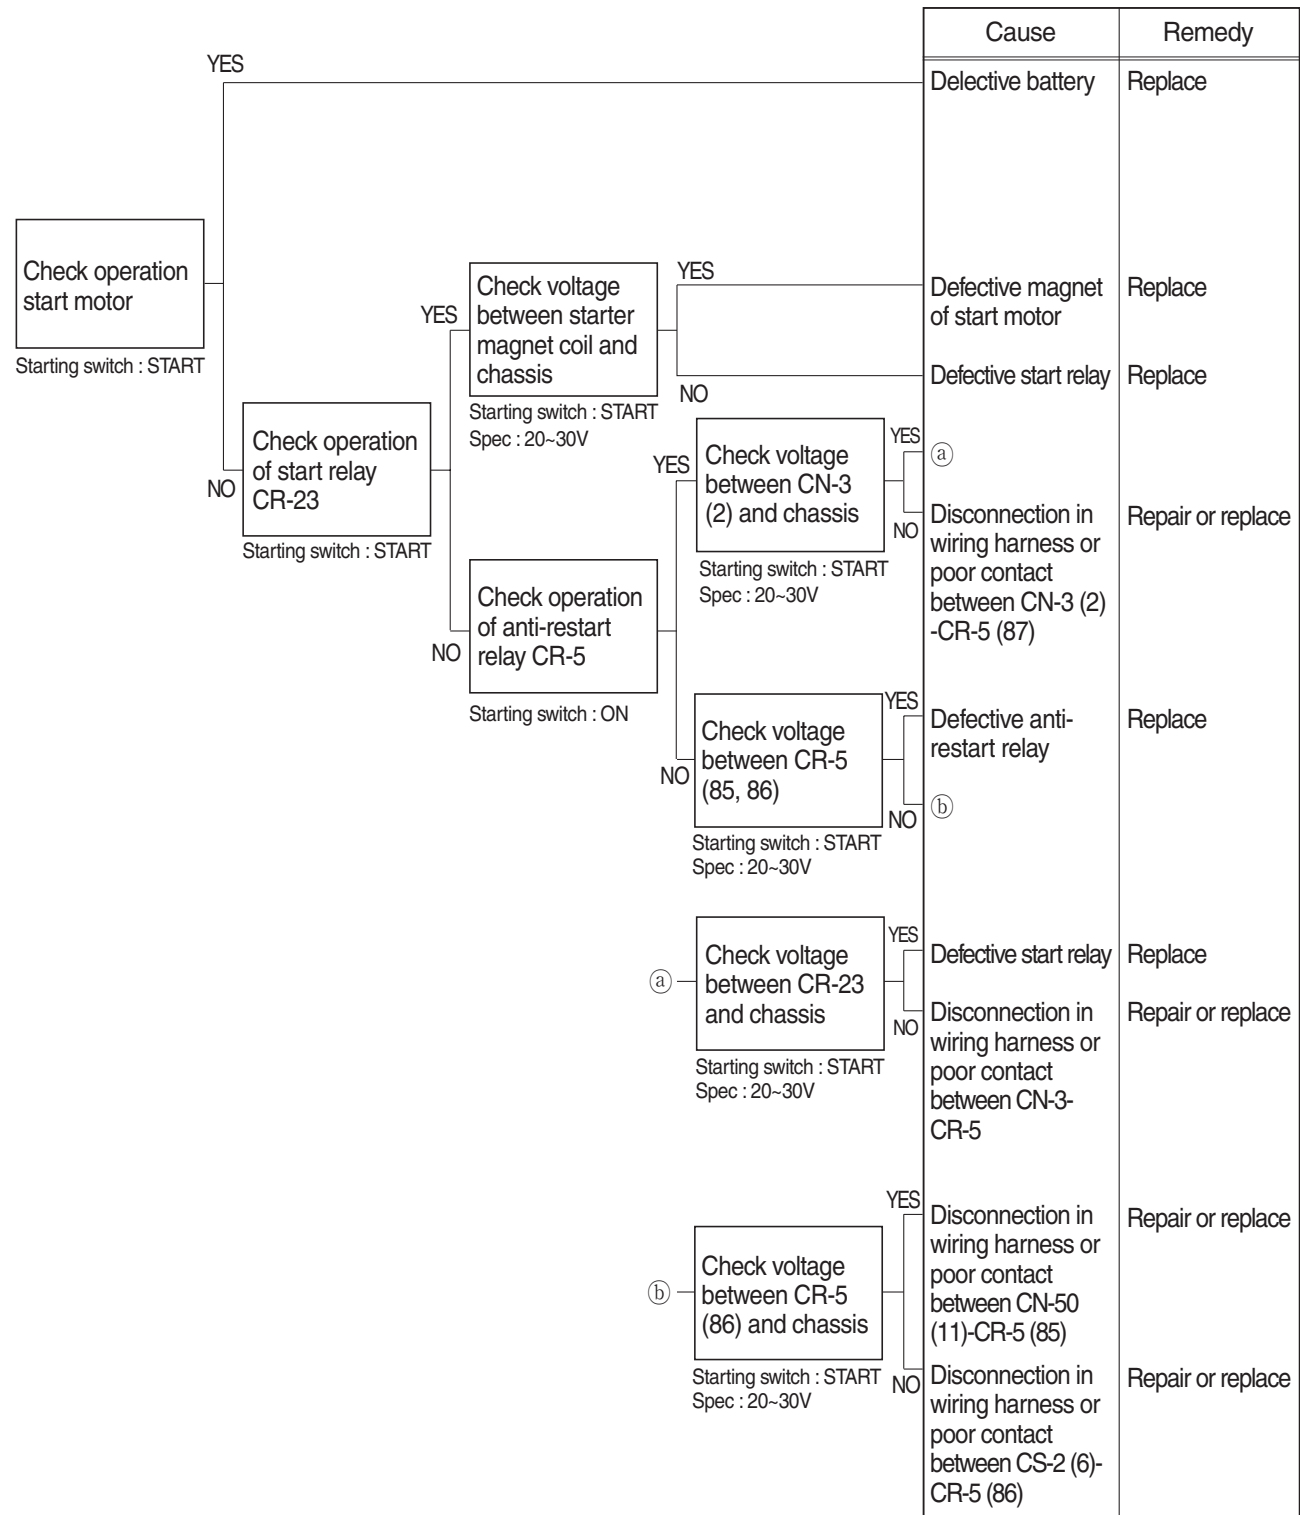 Cause Remedy
YES
Delective battery Replace
Check operation
start motor
Starting switch : START
NO
Check operation
of start relay
CR-23
Starting switch : START
YES
Check voltage
between starter
magnet coil and
chassis
Starting switch : START
Spec : 20~30V
YES
Defective magnet
of start motor
Replace
NO
Defective start relay Replace
NO
Check operation
of anti-restart
relay CR-5
Starting switch : ON
YES
Check voltage
between CN-3
(2) and chassis
Starting switch : START
Spec : 20~30V
YES
ⓐ
NO
Disconnection in
wiring harness or
poor contact
between CN-3 (2)
-CR-5 (87)
Repair or replace
NO
Check voltage
between CR-5
(85, 86)
Starting switch : START
Spec : 20~30V
YES
Defective anti-
restart relay
Replace
NO
ⓑ
ⓐ
Check voltage
between CR-23
and chassis
Starting switch : START
Spec : 20~30V
YES
Defective start relay Replace
NO
Disconnection in
wiring harness or
poor contact
between CN-3-
CR-5
Repair or replace
ⓑ
Check voltage
between CR-5
(86) and chassis
Starting switch : START
Spec : 20~30V
YES
Disconnection in
wiring harness or
poor contact
between CN-50
(11)-CR-5 (85)
Repair or replace
NO
Disconnection in
wiring harness or
poor contact
between CS-2 (6)-
CR-5 (86)
Repair or replace